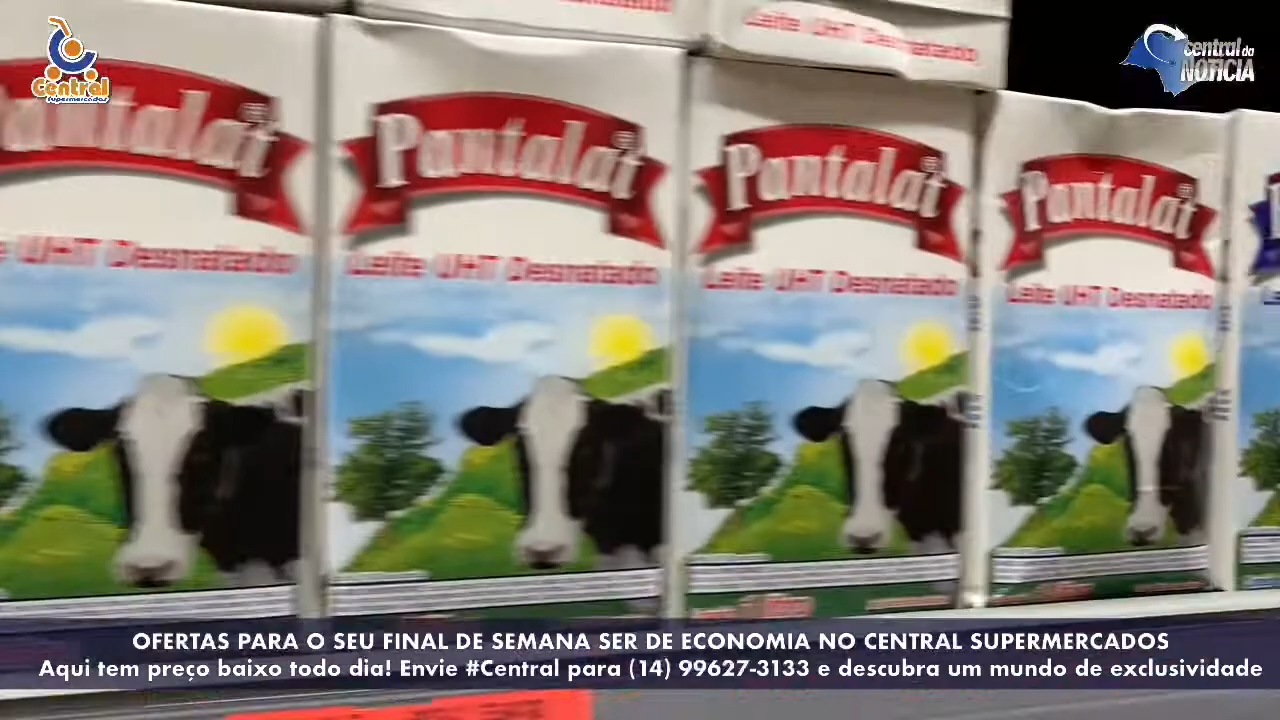 Central
Supermercados
central da
NOTÍCIA
Leite UHT Desnatado
Pantalat®
Pantalat®
Pantalat®
Pantalat®
UHT Desnatado
Leite UHT Desnatado
Leite UHT Desnatado
Leite UHT Desnatado
OFERTAS PARA O SEU FINAL DE SEMANA SER DE ECONOMIA NO CENTRAL SUPERMERCADOS
Aqui tem preço baixo todo dia! Envie #Central para (14) 99627-3133 e descubra um mundo de exclusividade